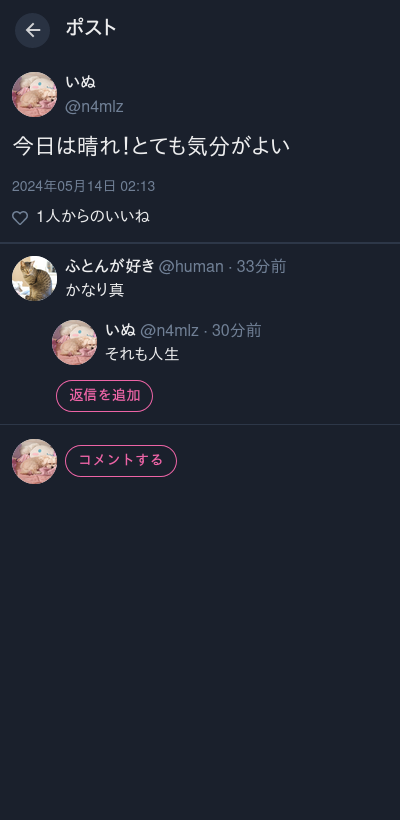 ポスト
いぬ
@n4mlz
今日は晴れ！とても気分がよい
2024年05月14日 02:13
1人からのいいね
ふとんが好き @human · 33分前
かなり真
いぬ @n4mlz · 30分前
それも人生
返信を追加
コメントする